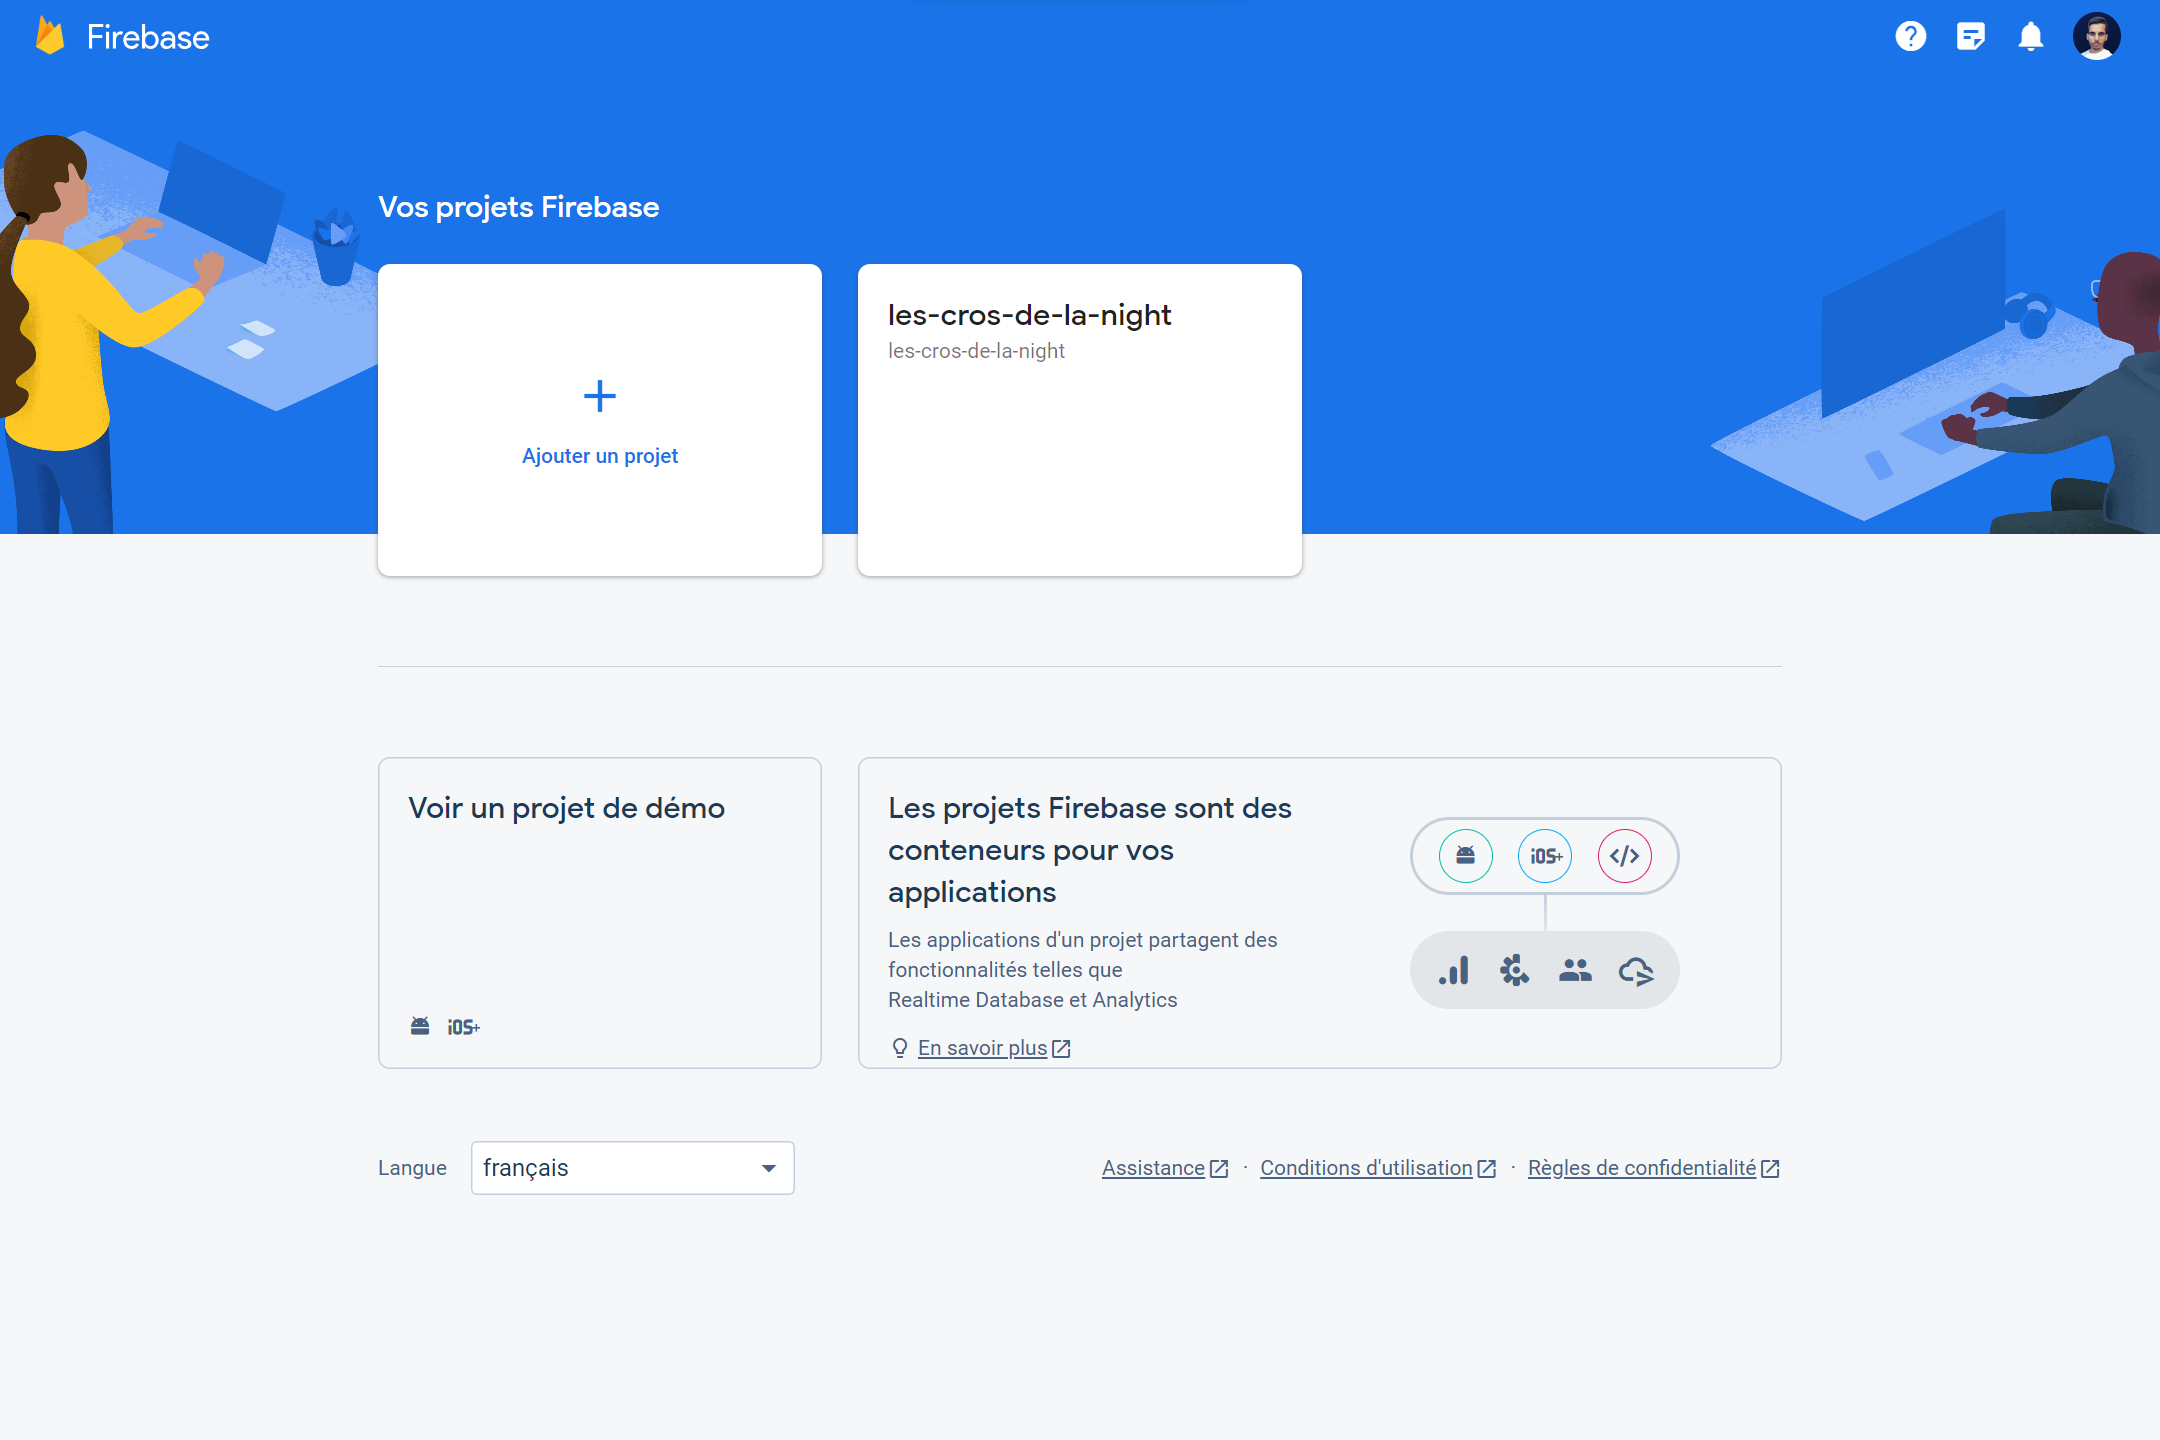 Firebase
Vos projets Firebase
Ajouter un projet
les-cros-de-la-night
les-cros-de-la-night
Voir un projet de démo
iOS+
Les projets Firebase sont des
conteneurs pour vos
applications
Les applications d'un projet partagent des
fonctionnalités telles que
Realtime Database et Analytics
En savoir plus
iOS+
Langue
français
Assistance · Conditions d'utilisation · Règles de confidentialité